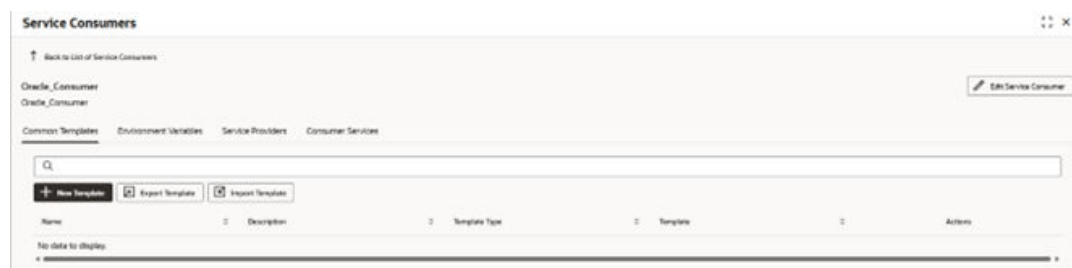 Service Consumers
Back to List of Service Consumers
Oracle_Consumer
Edit Service Consumer
Oracle_Consumer
Common Templates Environment Variables Service Providers Consumer Services
New Template Export Template Import Template
Name Description Template Type Template Actions
No data to display.